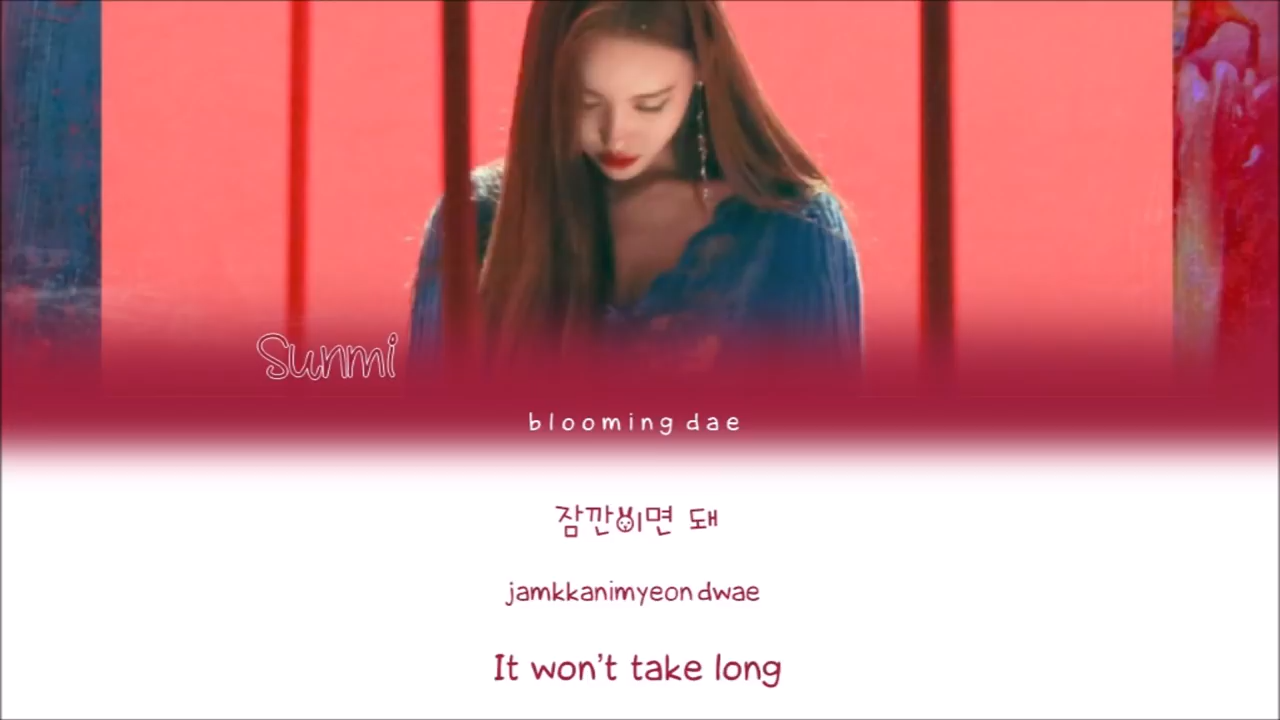 Sunmi
blooming dae
잠깐이면 돼
jamkkanimyeon dwae
It won't take long